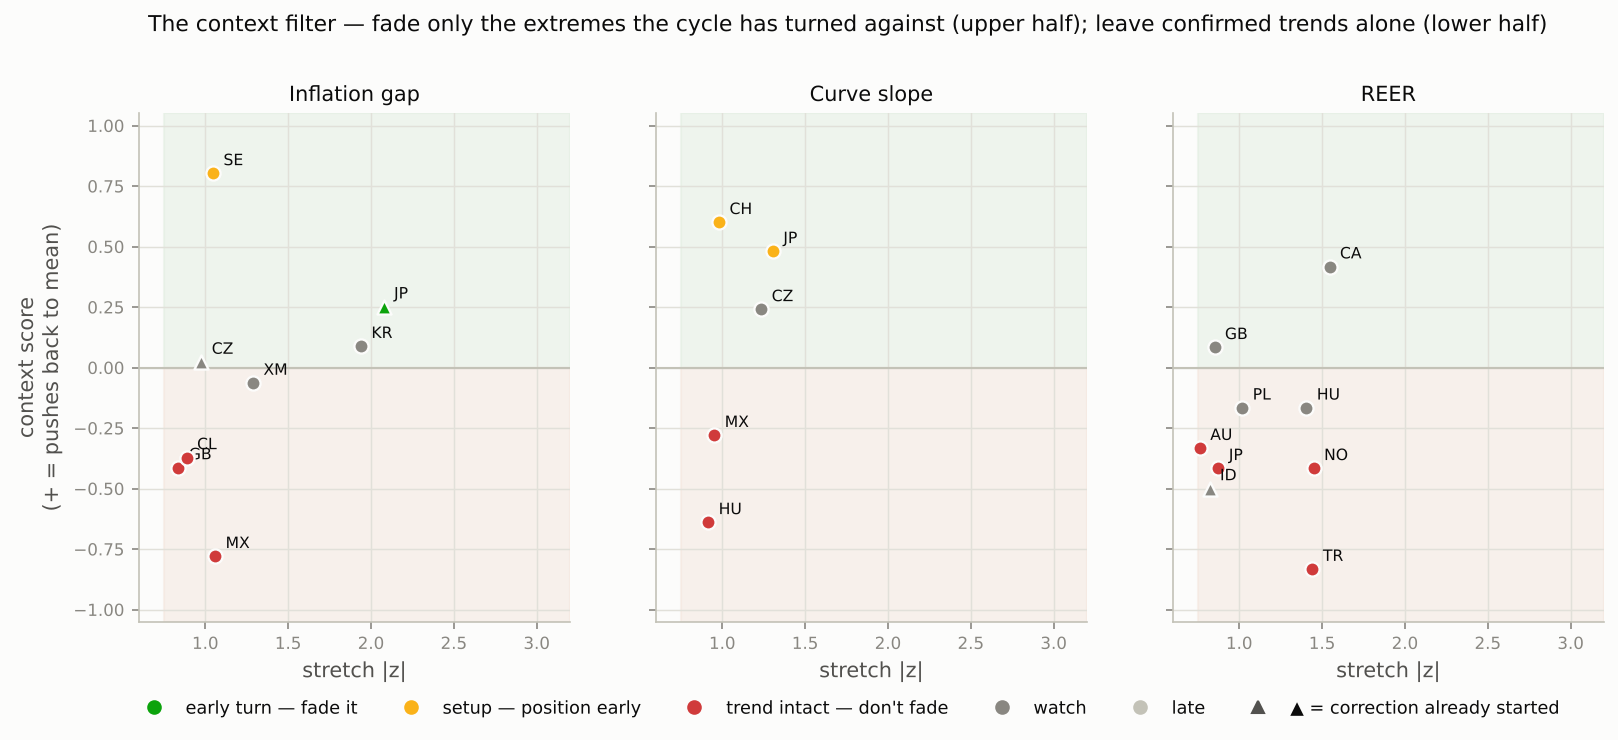 The context filter — fade only the extremes the cycle has turned against (upper half); leave confirmed trends alone (lower half)
Inflation gap
Curve slope
REER
context score
(+ = pushes back to mean)
1.00
0.75
0.50
0.25
0.00
−0.25
−0.50
−0.75
−1.00
SE
JP
KR
CZ
XM
CL
GB
MX
CH
JP
CZ
MX
HU
CA
GB
PL
HU
AU
JP
NO
ID
TR
1.0 1.5 2.0 2.5 3.0
1.0 1.5 2.0 2.5 3.0
1.0 1.5 2.0 2.5 3.0
stretch |z|
stretch |z|
stretch |z|
early turn — fade it
setup — position early
trend intact — don't fade
watch
late
▲ = correction already started